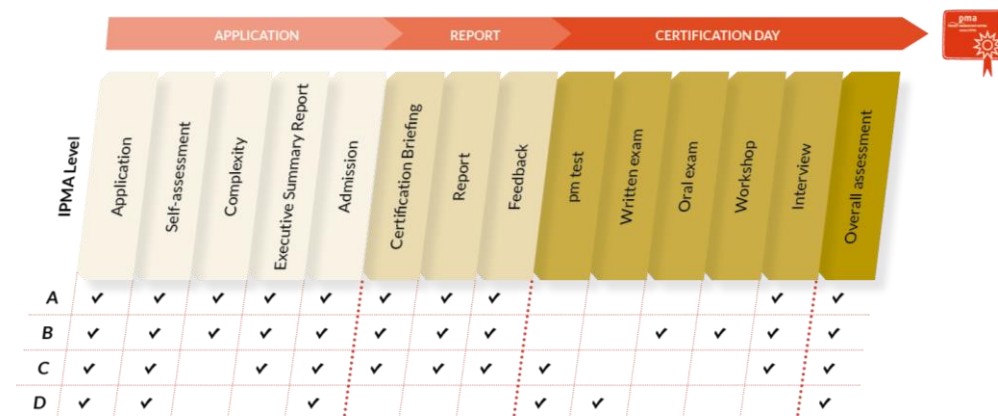 APPLICATION REPORT CERTIFICATION DAY
pma
IPMA Level
Application
Self-assessment
Complexity
Executive Summary Report
Admission
Certification Briefing
Report
Feedback
pm test
Written exam
Oral exam
Workshop
Interview
Overall assessment
A ✔ ✔ ✔ ✔ ✔ ✔ ✔ ✔ ✔ ✔
B ✔ ✔ ✔ ✔ ✔ ✔ ✔ ✔ ✔ ✔ ✔ ✔
C ✔ ✔ ✔ ✔ ✔ ✔ ✔ ✔ ✔ ✔
D ✔ ✔ ✔ ✔ ✔ ✔